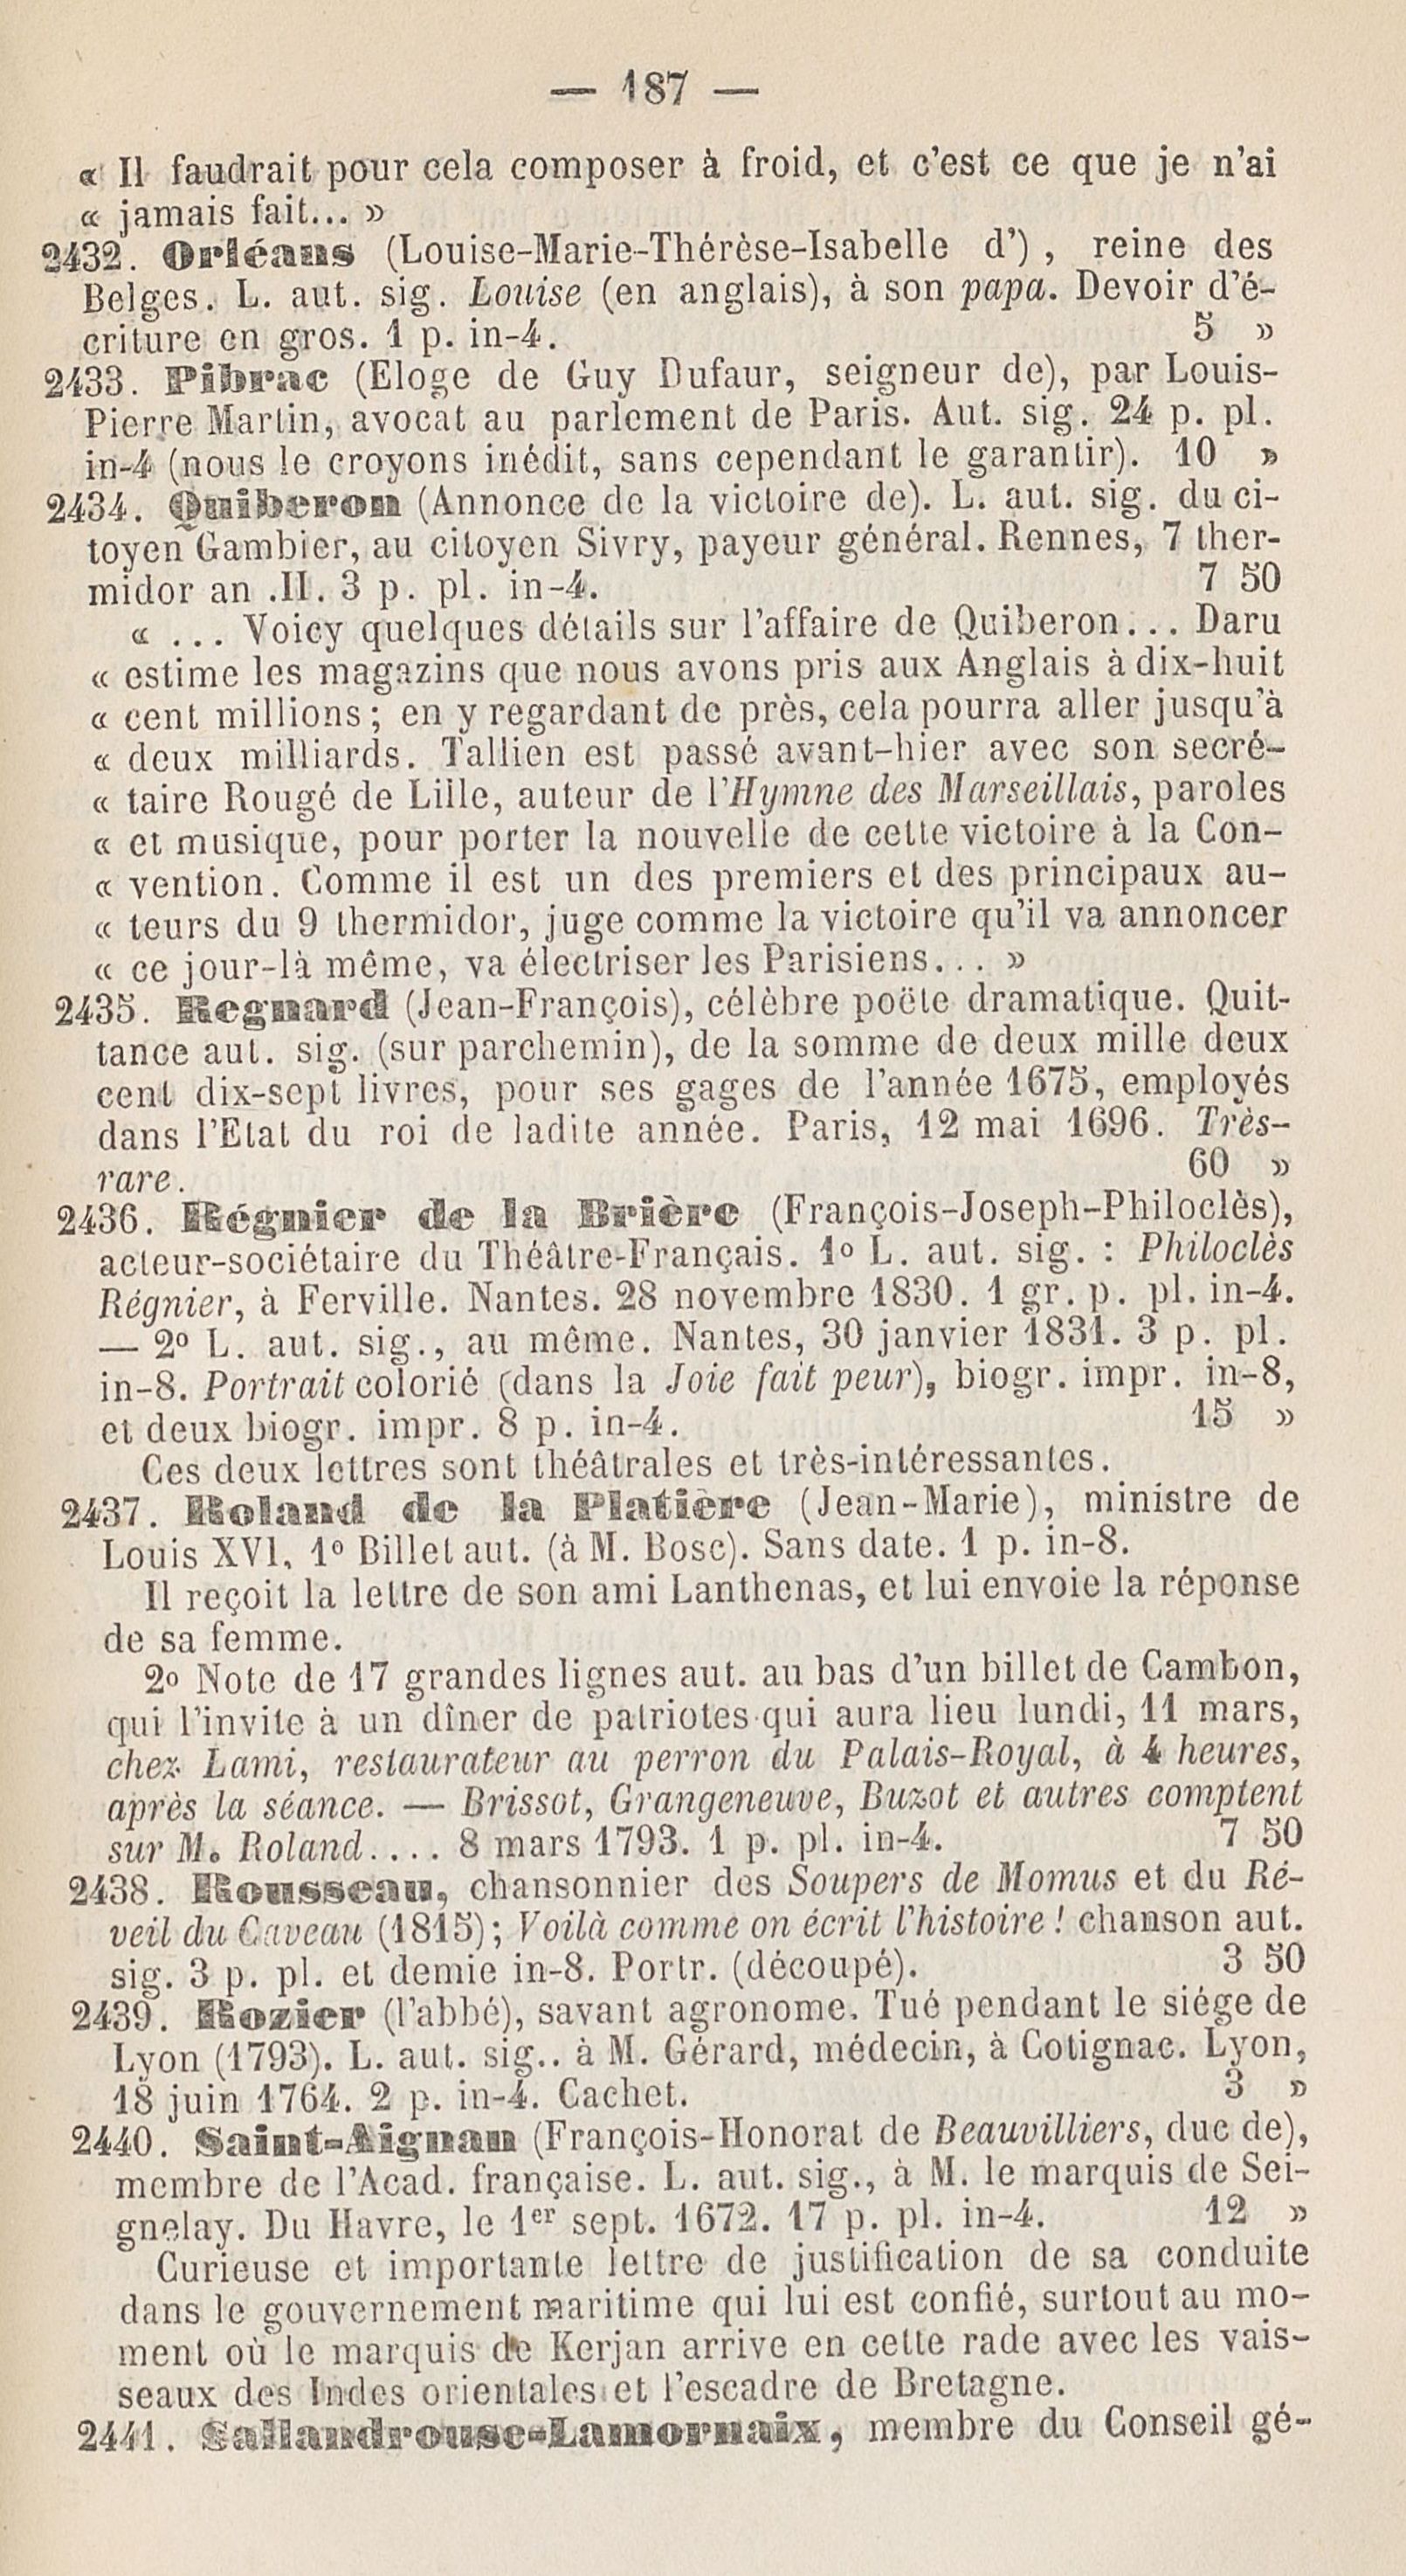 — 187 —
« Il faudrait pour cela composer à froid, et c'est ce que je n'ai
« jamais fait... »
2432. Orléans (Louise-Marie-Thérèse-Isabelle d'), reine des
Belges. L. aut. sig. Louise (en anglais), à son papa. Devoir d'é-
criture en gros. 1 p. in-4. 5 »
2433. Pibrac (Eloge de Guy Dufaur, seigneur de), par Louis-
Pierre Martin, avocat au parlement de Paris. Aut. sig. 24 p. pl.
in-4 (nous le croyons inédit, sans cependant le garantir). 10 »
2434. Quiberon (Annonce de la victoire de). L. aut. sig. du ci-
toyen Gambier, au citoyen Sivry, payeur général. Rennes, 7 ther-
midor an .II. 3 p. pl. in-4. 7 50
« ... Voicy quelques détails sur l'affaire de Quiberon... Daru
« estime les magazins que nous avons pris aux Anglais à dix-huit
« cent millions; en y regardant de près, cela pourra aller jusqu'à
« deux milliards. Tallien est passé avant-hier avec son secré-
« taire Rougé de Lille, auteur de l'Hymne des Marseillais, paroles
« et musique, pour porter la nouvelle de cette victoire à la Con-
« vention. Comme il est un des premiers et des principaux au-
« teurs du 9 thermidor, juge comme la victoire qu'il va annoncer
« ce jour-là même, va électriser les Parisiens... »
2435. Regnard (Jean-François), célèbre poëte dramatique. Quit-
tance aut. sig. (sur parchemin), de la somme de deux mille deux
cent dix-sept livres, pour ses gages de l'année 1675, employés
dans l'Etat du roi de ladite année. Paris, 12 mai 1696. Très-
rare. 60 »
2436. Régnier de la Brière (François-Joseph-Philoclès),
acteur-sociétaire du Théâtre-Français. 1º L. aut. sig. : Philoclès
Régnier, à Ferville. Nantes. 28 novembre 1830. 1 gr. p. pl. in-4.
— 2º L. aut. sig., au même. Nantes, 30 janvier 1831. 3 p. pl.
in-8. Portrait colorié (dans la Joie fait peur), biogr. impr. in-8,
et deux biogr. impr. 8 p. in-4. 15 »
Ces deux lettres sont théâtrales et très-intéressantes.
2437. Roland de la Platière (Jean-Marie), ministre de
Louis XVI, 1º Billet aut. (à M. Bosc). Sans date. 1 p. in-8.
Il reçoit la lettre de son ami Lanthenas, et lui envoie la réponse
de sa femme.
2º Note de 17 grandes lignes aut. au bas d'un billet de Cambon,
qui l'invite à un dîner de patriotes qui aura lieu lundi, 11 mars,
chez Lami, restaurateur au perron du Palais-Royal, à 4 heures,
après la séance. — Brissot, Grangeneuve, Buzot et autres comptent
sur M. Roland.... 8 mars 1793. 1 p. pl. in-4. 7 50
2438. Rousseau, chansonnier des Soupers de Momus et du Ré-
veil du Caveau (1815); Voilà comme on écrit l'histoire ! chanson aut.
sig. 3 p. pl. et demie in-8. Portr. (découpé). 3 50
2439. Rozier (l'abbé), savant agronome. Tué pendant le siége de
Lyon (1793). L. aut. sig.. à M. Gérard, médecin, à Cotignac. Lyon,
18 juin 1764. 2 p. in-4. Cachet. 3 »
2440. Saint-Aignan (François-Honorat de Beauvilliers, duc de),
membre de l'Acad. française. L. aut. sig., à M. le marquis de Sei-
gnelay. Du Havre, le 1er sept. 1672. 17 p. pl. in-4. 12 »
Curieuse et importante lettre de justification de sa conduite
dans le gouvernement maritime qui lui est confié, surtout au mo-
ment où le marquis de Kerjan arrive en cette rade avec les vais-
seaux des Indes orientales et l'escadre de Bretagne.
2441. Sallandrouse-Lamornaix, membre du Conseil gé-